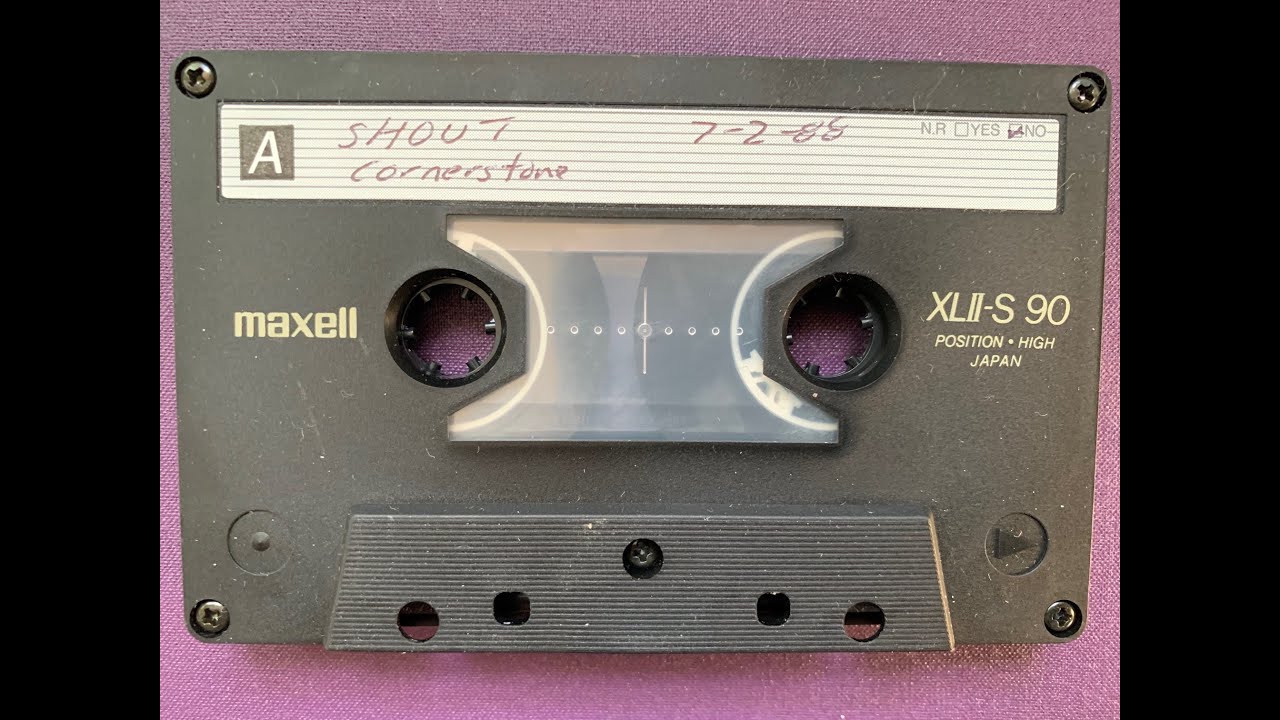 SHOUT 7-2-88 N.R YES NO
A
Cornerstone
maxell
XLII-S 90
POSITION • HIGH
JAPAN